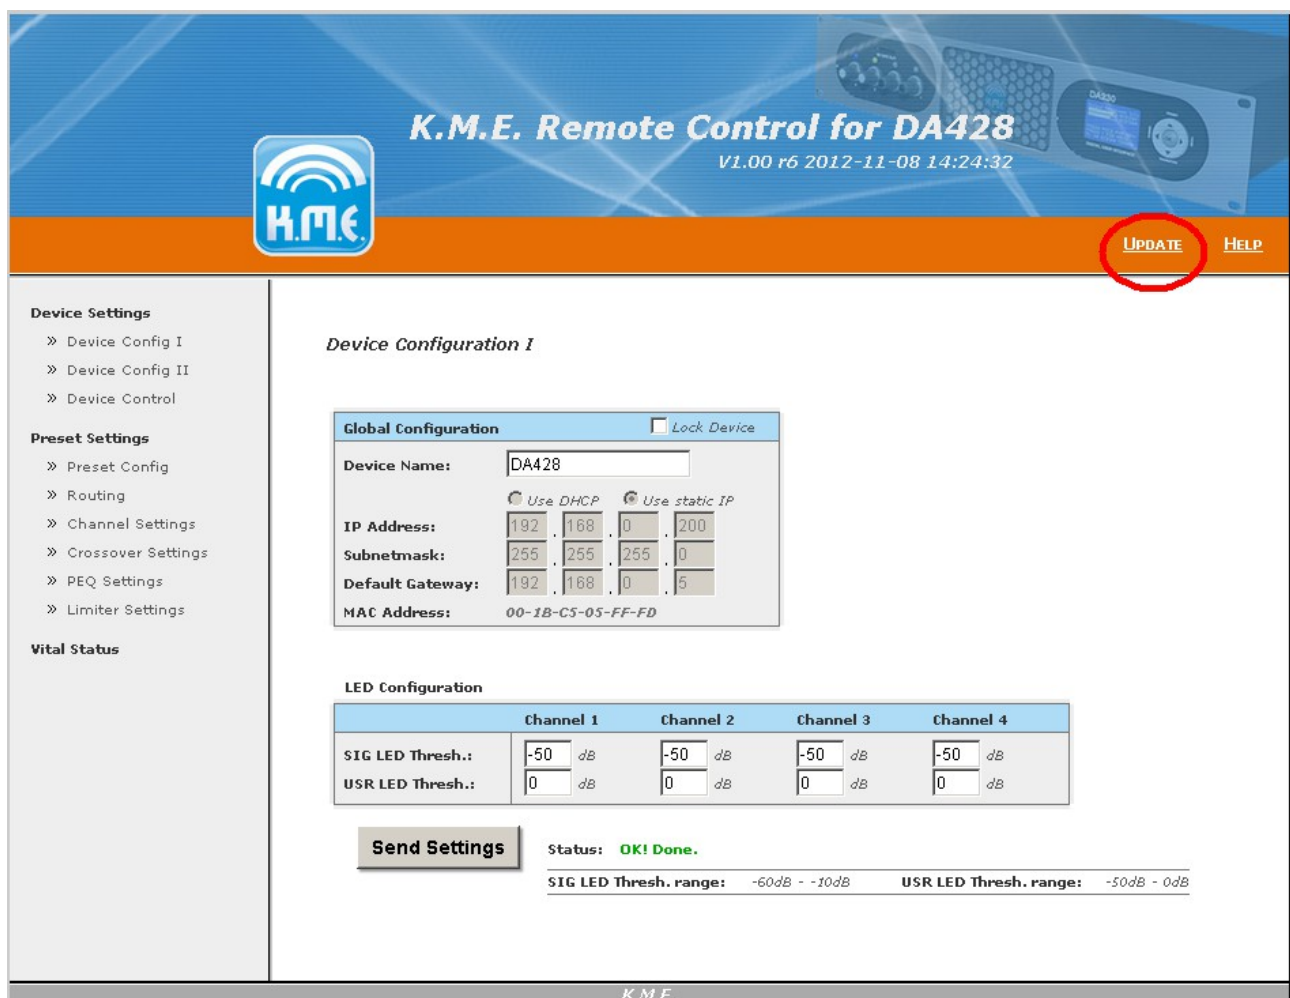 K.M.E. Remote Control for DA428
V1.00 r6 2012-11-08 14:24:32
DA230
K.M.E.
UPDATE HELP
Device Settings
» Device Config I
» Device Config II
» Device Control
Preset Settings
» Preset Config
» Routing
» Channel Settings
» Crossover Settings
» PEQ Settings
» Limiter Settings
Vital Status
Device Configuration I
Global Configuration Lock Device
Device Name: DA428
Use DHCP Use static IP
IP Address: 192 . 168 . 0 . 200
Subnetmask: 255 . 255 . 255 . 0
Default Gateway: 192 . 168 . 0 . 5
MAC Address: 00-1B-C5-05-FF-FD
LED Configuration
Channel 1 Channel 2 Channel 3 Channel 4
SIG LED Thresh.: -50 dB -50 dB -50 dB -50 dB
USR LED Thresh.: 0 dB 0 dB 0 dB 0 dB
Send Settings Status: OK! Done.
SIG LED Thresh. range: -60dB - -10dB USR LED Thresh. range: -50dB - 0dB
K.M.E.